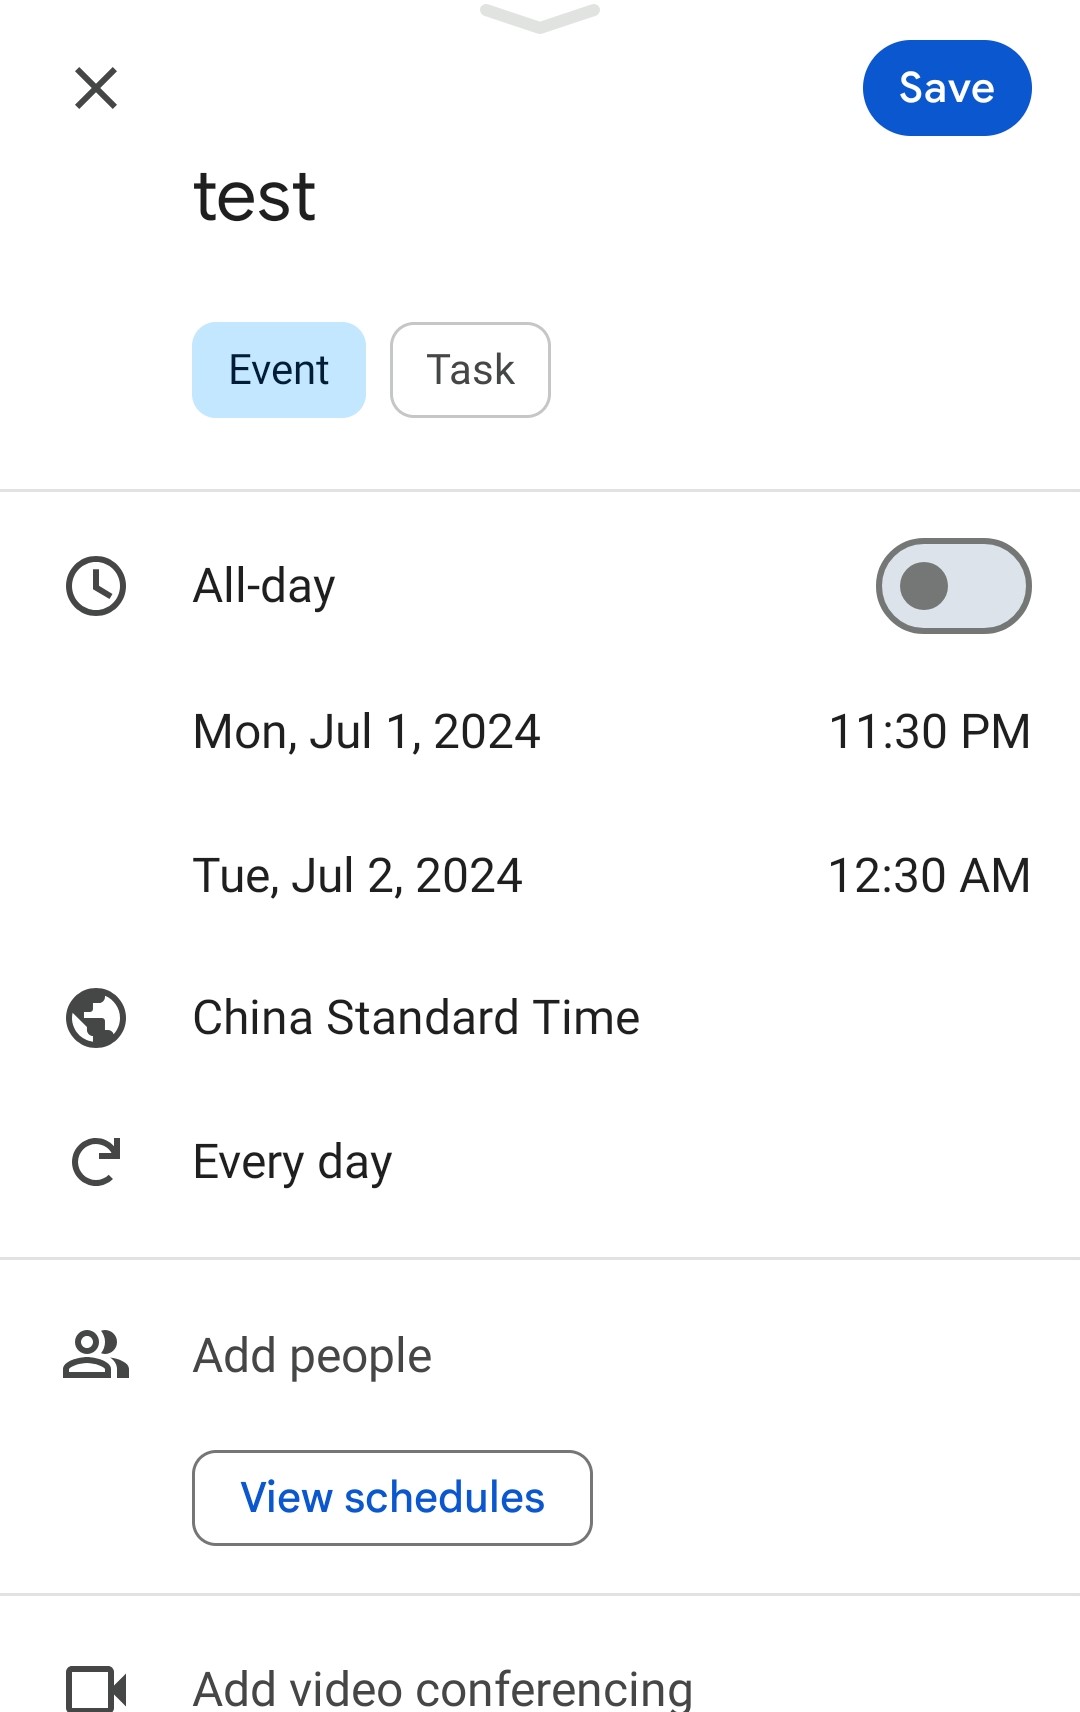 Save
test
Event Task
All-day
Mon, Jul 1, 2024 11:30 PM
Tue, Jul 2, 2024 12:30 AM
China Standard Time
Every day
Add people
View schedules
Add video conferencing